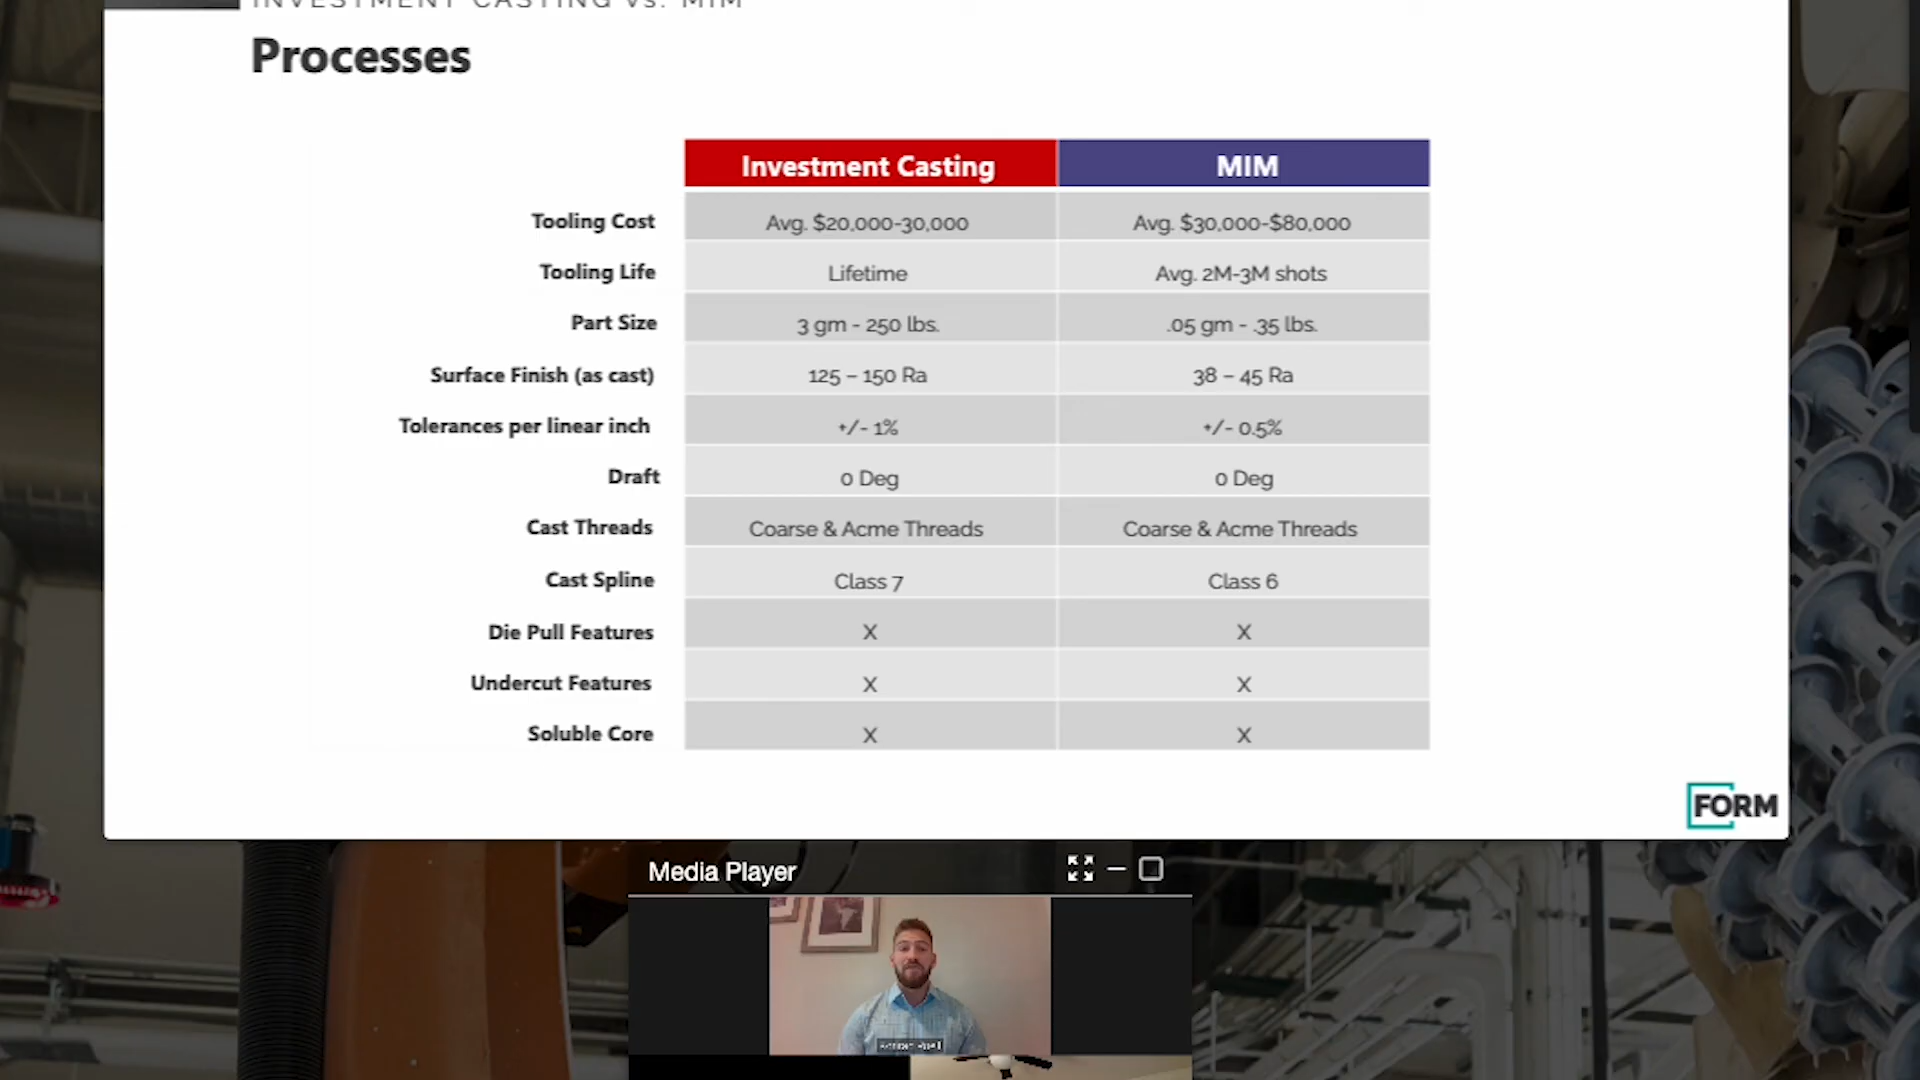 INVESTMENT CASTING vs. MIM
Processes
Investment Casting MIM
Tooling Cost Avg. $20,000-30,000 Avg. $30,000-$80,000
Tooling Life Lifetime Avg. 2M-3M shots
Part Size 3 gm - 250 lbs. .05 gm - .35 lbs.
Surface Finish (as cast) 125 – 150 Ra 38 – 45 Ra
Tolerances per linear inch +/- 1% +/- 0.5%
Draft 0 Deg 0 Deg
Cast Threads Coarse & Acme Threads Coarse & Acme Threads
Cast Spline Class 7 Class 6
Die Pull Features X X
Undercut Features X X
Soluble Core X X
FORM
Media Player